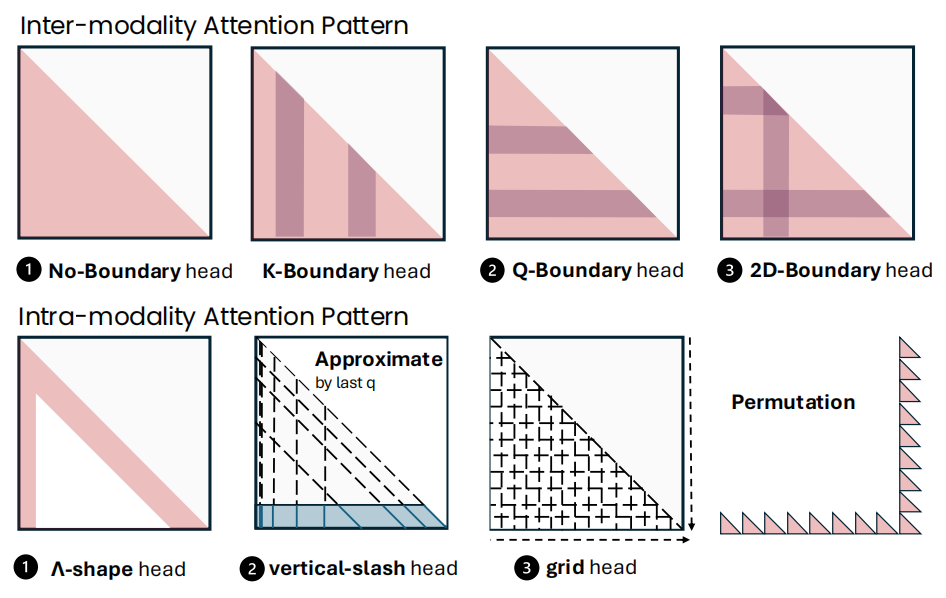 Inter-modality Attention Pattern
1 No-Boundary head
K-Boundary head
2 Q-Boundary head
3 2D-Boundary head
Intra-modality Attention Pattern
Approximate
by last q
Permutation
1 Λ-shape head
2 vertical-slash head
3 grid head